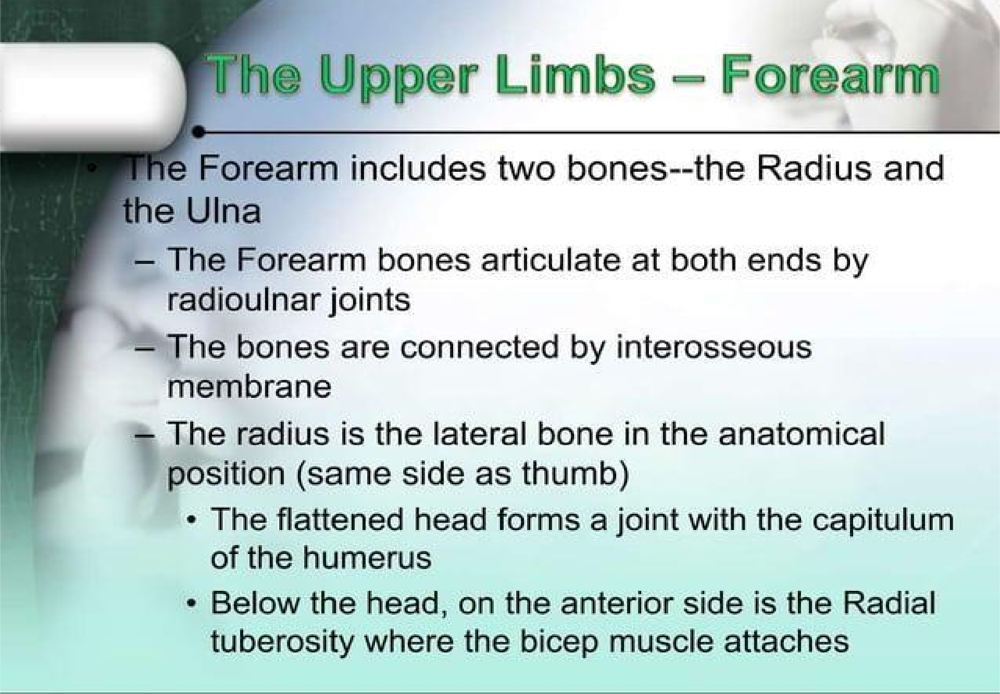 The Upper Limbs – Forearm
• The Forearm includes two bones--the Radius and
the Ulna
– The Forearm bones articulate at both ends by
radioulnar joints
– The bones are connected by interosseous
membrane
– The radius is the lateral bone in the anatomical
position (same side as thumb)
• The flattened head forms a joint with the capitulum
of the humerus
• Below the head, on the anterior side is the Radial
tuberosity where the bicep muscle attaches